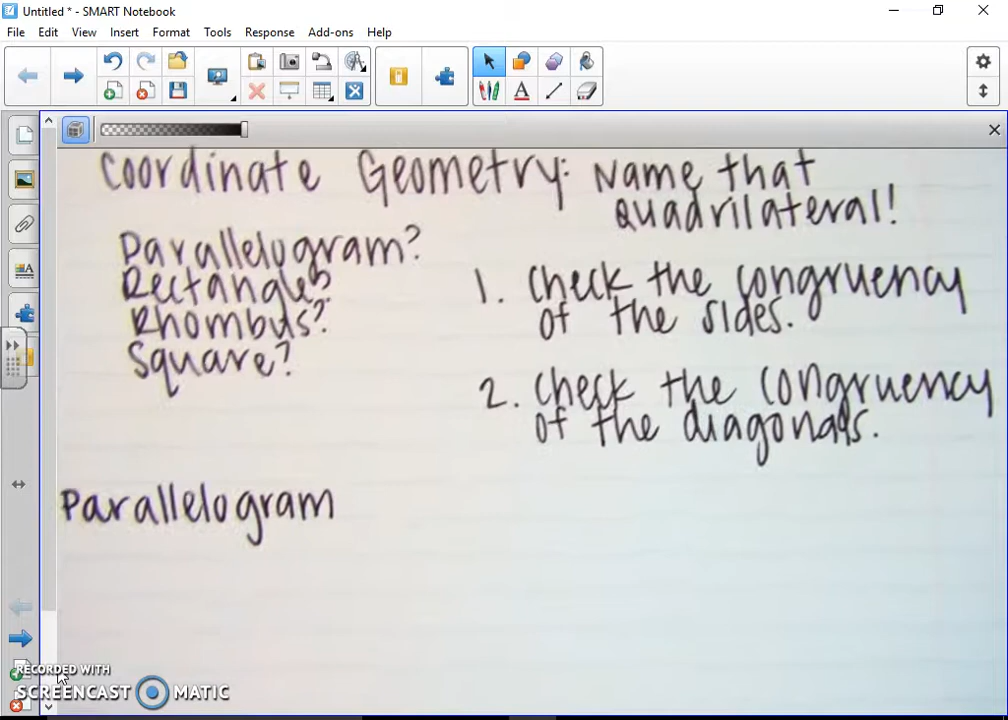 Untitled * - SMART Notebook
File Edit View Insert Format Tools Response Add-ons Help
Coordinate Geometry: Name that
Quadrilateral!
Parallelogram?
Rectangle?
Rhombus?
Square?
1. Check the congruency
of the sides.
2. Check the congruency
of the diagonals.
Parallelogram
RECORDED WITH
SCREENCAST MATIC